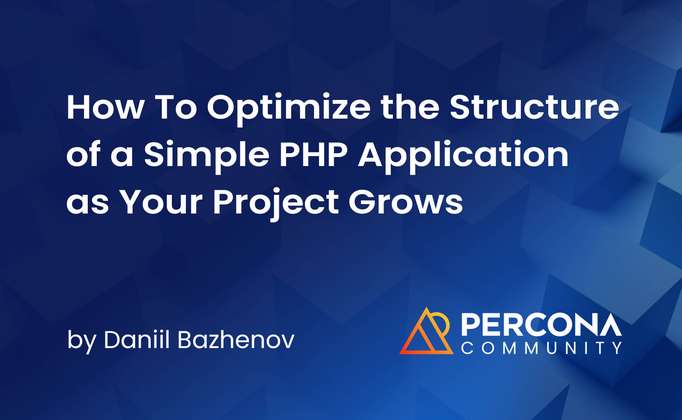 How To Optimize the Structure
of a Simple PHP Application
as Your Project Grows
by Daniil Bazhenov
PERCONA
COMMUNITY